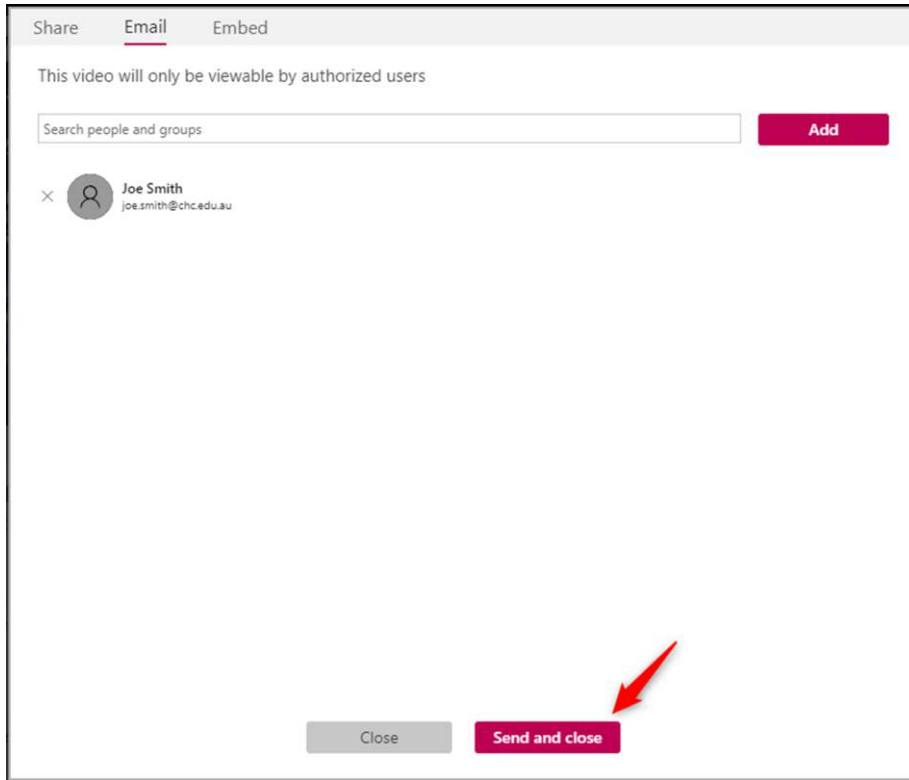 Share Email Embed
This video will only be viewable by authorized users
Search people and groups Add
Joe Smith
joe.smith@chc.edu.au
Close Send and close